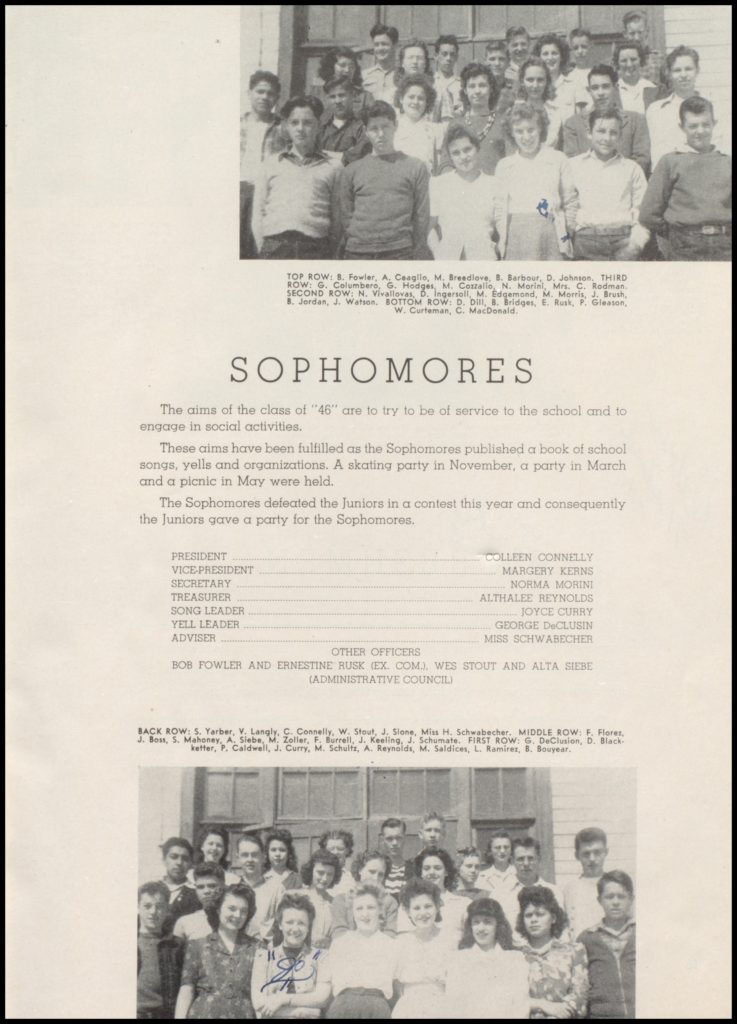 TOP ROW: B. Fowler, A. Ceaglio, M. Breedlove, B. Barbour, D. Johnson. THIRD
ROW: G. Columbero, G. Hodges, M. Cozzalio, N. Morini, Mrs. C. Rodman.
SECOND ROW: N. Vivallovas, D. Ingersoll, M. Edgemond, M. Morris, J. Brush,
B. Jordan, J. Watson. BOTTOM ROW: D. Dill, B. Bridges, E. Rusk, P. Gleason,
W. Curteman, C. MacDonald.
SOPHOMORES
The aims of the class of "46" are to try to be of service to the school and to
engage in social activities.
These aims have been fulfilled as the Sophomores published a book of school
songs, yells and organizations. A skating party in November, a party in March
and a picnic in May were held.
The Sophomores defeated the Juniors in a contest this year and consequently
the Juniors gave a party for the Sophomores.
PRESIDENT ........ COLLEEN CONNELLY
VICE-PRESIDENT ........ MARGERY KERNS
SECRETARY ........ NORMA MORINI
TREASURER ........ ALTHALEE REYNOLDS
SONG LEADER ........ JOYCE CURRY
YELL LEADER ........ GEORGE DeCLUSIN
ADVISER ........ MISS SCHWABECHER
OTHER OFFICERS
BOB FOWLER AND ERNESTINE RUSK (EX. COM.), WES STOUT AND ALTA SIEBE
(ADMINISTRATIVE COUNCIL)
BACK ROW: S. Yarber, V. Langly, C. Connelly, W. Stout, J. Slone, Miss H. Schwabecher. MIDDLE ROW: F. Florez,
J. Boss, S. Mahoney, A. Siebe, M. Zoller, F. Burrell, J. Keeling, J. Schumate. FIRST ROW: G. DeClusion, D. Black-
ketter, P. Caldwell, J. Curry, M. Schultz, A. Reynolds, M. Saldices, L. Ramirez, B. Bouyear.